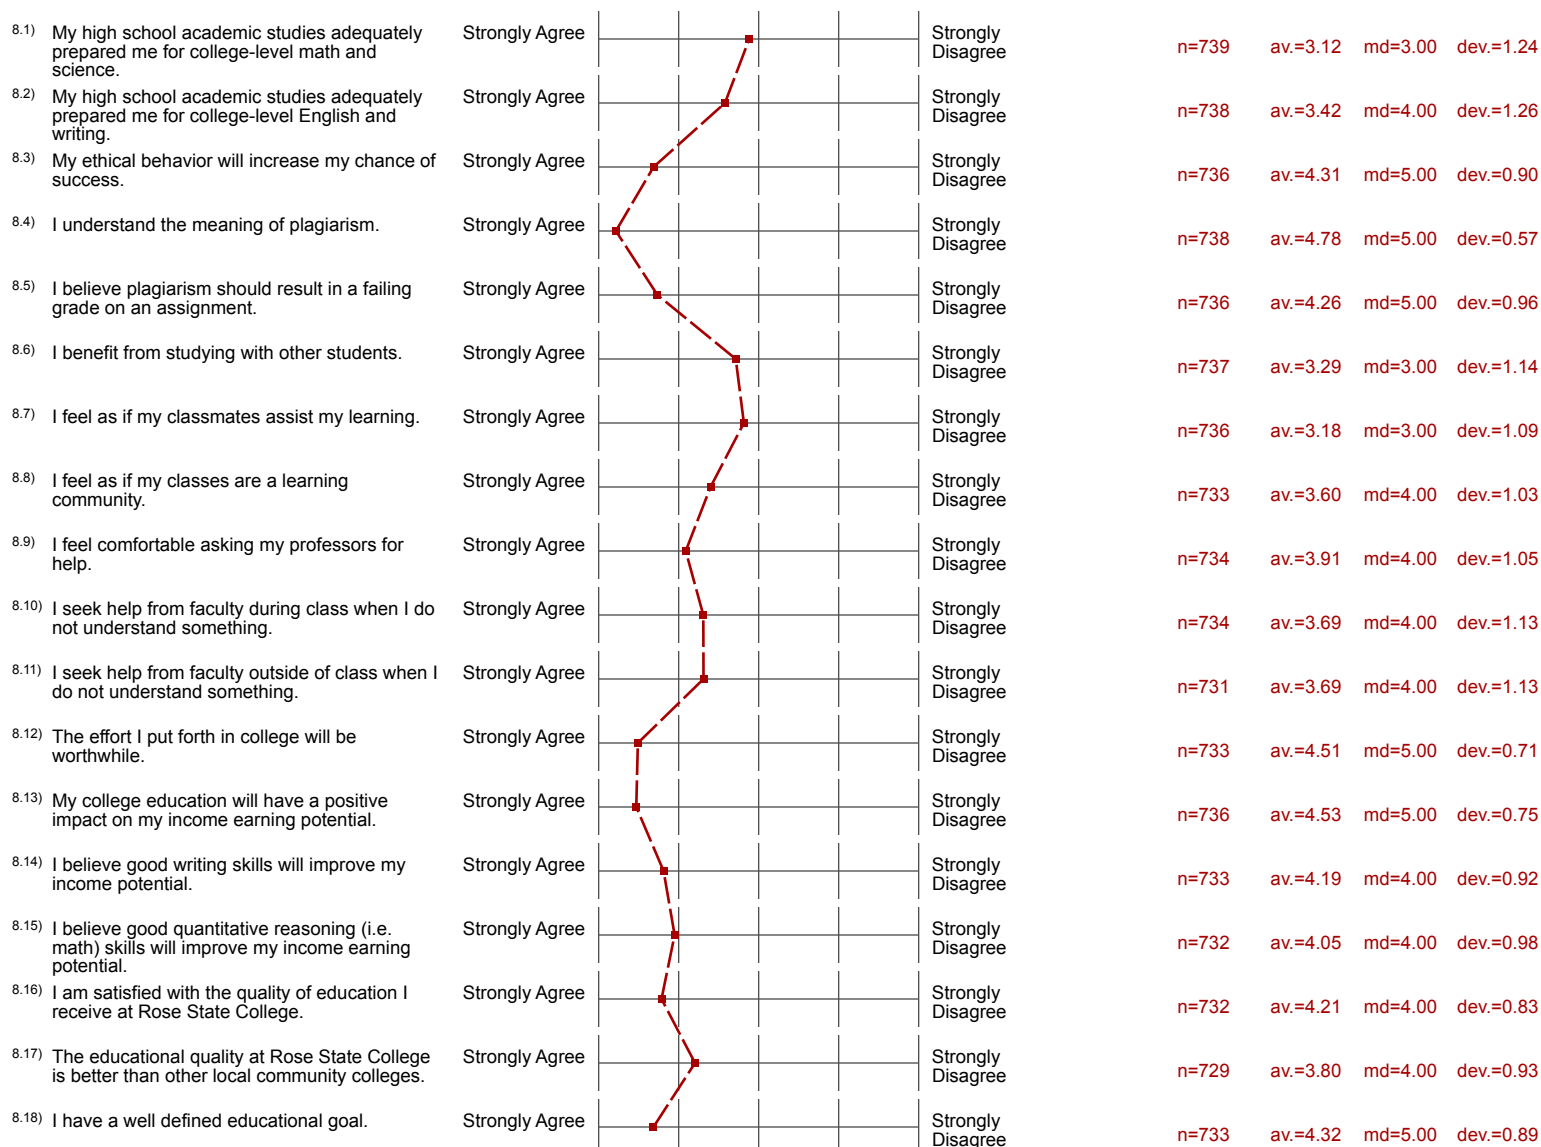 8.1) My high school academic studies adequately prepared me for college-level math and science. Strongly Agree Strongly Disagree n=739 av.=3.12 md=3.00 dev.=1.24
8.2) My high school academic studies adequately prepared me for college-level English and writing. Strongly Agree Strongly Disagree n=738 av.=3.42 md=4.00 dev.=1.26
8.3) My ethical behavior will increase my chance of success. Strongly Agree Strongly Disagree n=736 av.=4.31 md=5.00 dev.=0.90
8.4) I understand the meaning of plagiarism. Strongly Agree Strongly Disagree n=738 av.=4.78 md=5.00 dev.=0.57
8.5) I believe plagiarism should result in a failing grade on an assignment. Strongly Agree Strongly Disagree n=736 av.=4.26 md=5.00 dev.=0.96
8.6) I benefit from studying with other students. Strongly Agree Strongly Disagree n=737 av.=3.29 md=3.00 dev.=1.14
8.7) I feel as if my classmates assist my learning. Strongly Agree Strongly Disagree n=736 av.=3.18 md=3.00 dev.=1.09
8.8) I feel as if my classes are a learning community. Strongly Agree Strongly Disagree n=733 av.=3.60 md=4.00 dev.=1.03
8.9) I feel comfortable asking my professors for help. Strongly Agree Strongly Disagree n=734 av.=3.91 md=4.00 dev.=1.05
8.10) I seek help from faculty during class when I do not understand something. Strongly Agree Strongly Disagree n=734 av.=3.69 md=4.00 dev.=1.13
8.11) I seek help from faculty outside of class when I do not understand something. Strongly Agree Strongly Disagree n=731 av.=3.69 md=4.00 dev.=1.13
8.12) The effort I put forth in college will be worthwhile. Strongly Agree Strongly Disagree n=733 av.=4.51 md=5.00 dev.=0.71
8.13) My college education will have a positive impact on my income earning potential. Strongly Agree Strongly Disagree n=736 av.=4.53 md=5.00 dev.=0.75
8.14) I believe good writing skills will improve my income potential. Strongly Agree Strongly Disagree n=733 av.=4.19 md=4.00 dev.=0.92
8.15) I believe good quantitative reasoning (i.e. math) skills will improve my income earning potential. Strongly Agree Strongly Disagree n=732 av.=4.05 md=4.00 dev.=0.98
8.16) I am satisfied with the quality of education I receive at Rose State College. Strongly Agree Strongly Disagree n=732 av.=4.21 md=4.00 dev.=0.83
8.17) The educational quality at Rose State College is better than other local community colleges. Strongly Agree Strongly Disagree n=729 av.=3.80 md=4.00 dev.=0.93
8.18) I have a well defined educational goal. Strongly Agree Strongly Disagree n=733 av.=4.32 md=5.00 dev.=0.89